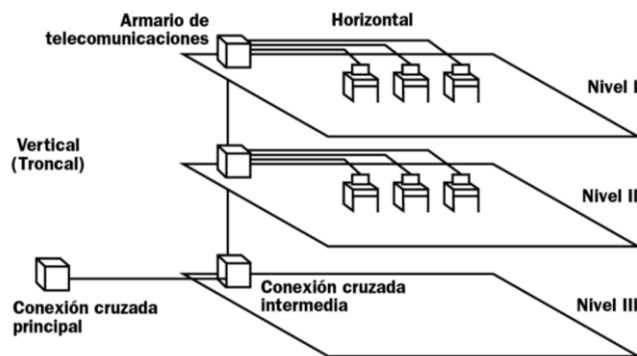 Armario de
telecomunicaciones
Horizontal
Nivel I
Vertical
(Troncal)
Nivel II
Conexión cruzada
principal
Conexión cruzada
intermedia
Nivel III